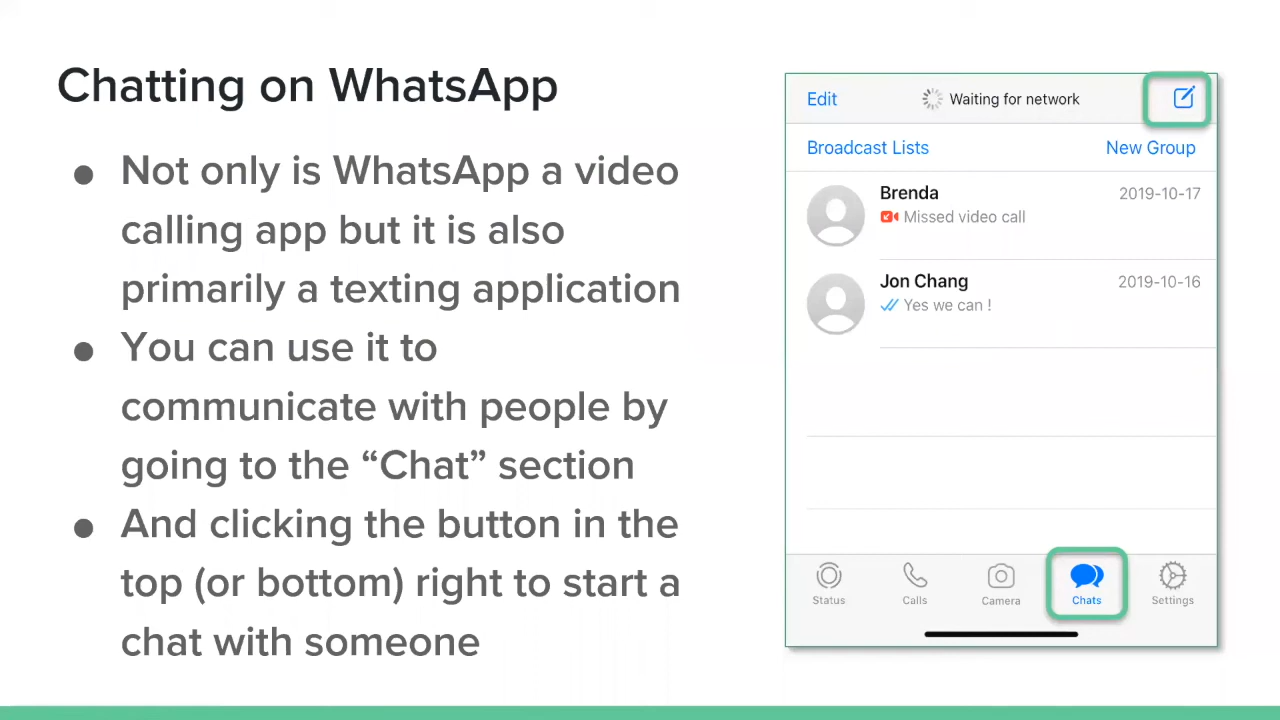 Chatting on WhatsApp
● Not only is WhatsApp a video
calling app but it is also
primarily a texting application
● You can use it to
communicate with people by
going to the “Chat” section
● And clicking the button in the
top (or bottom) right to start a
chat with someone
Edit Waiting for network
Broadcast Lists New Group
Brenda 2019-10-17
Missed video call
Jon Chang 2019-10-16
Yes we can !
Status Calls Camera Chats Settings